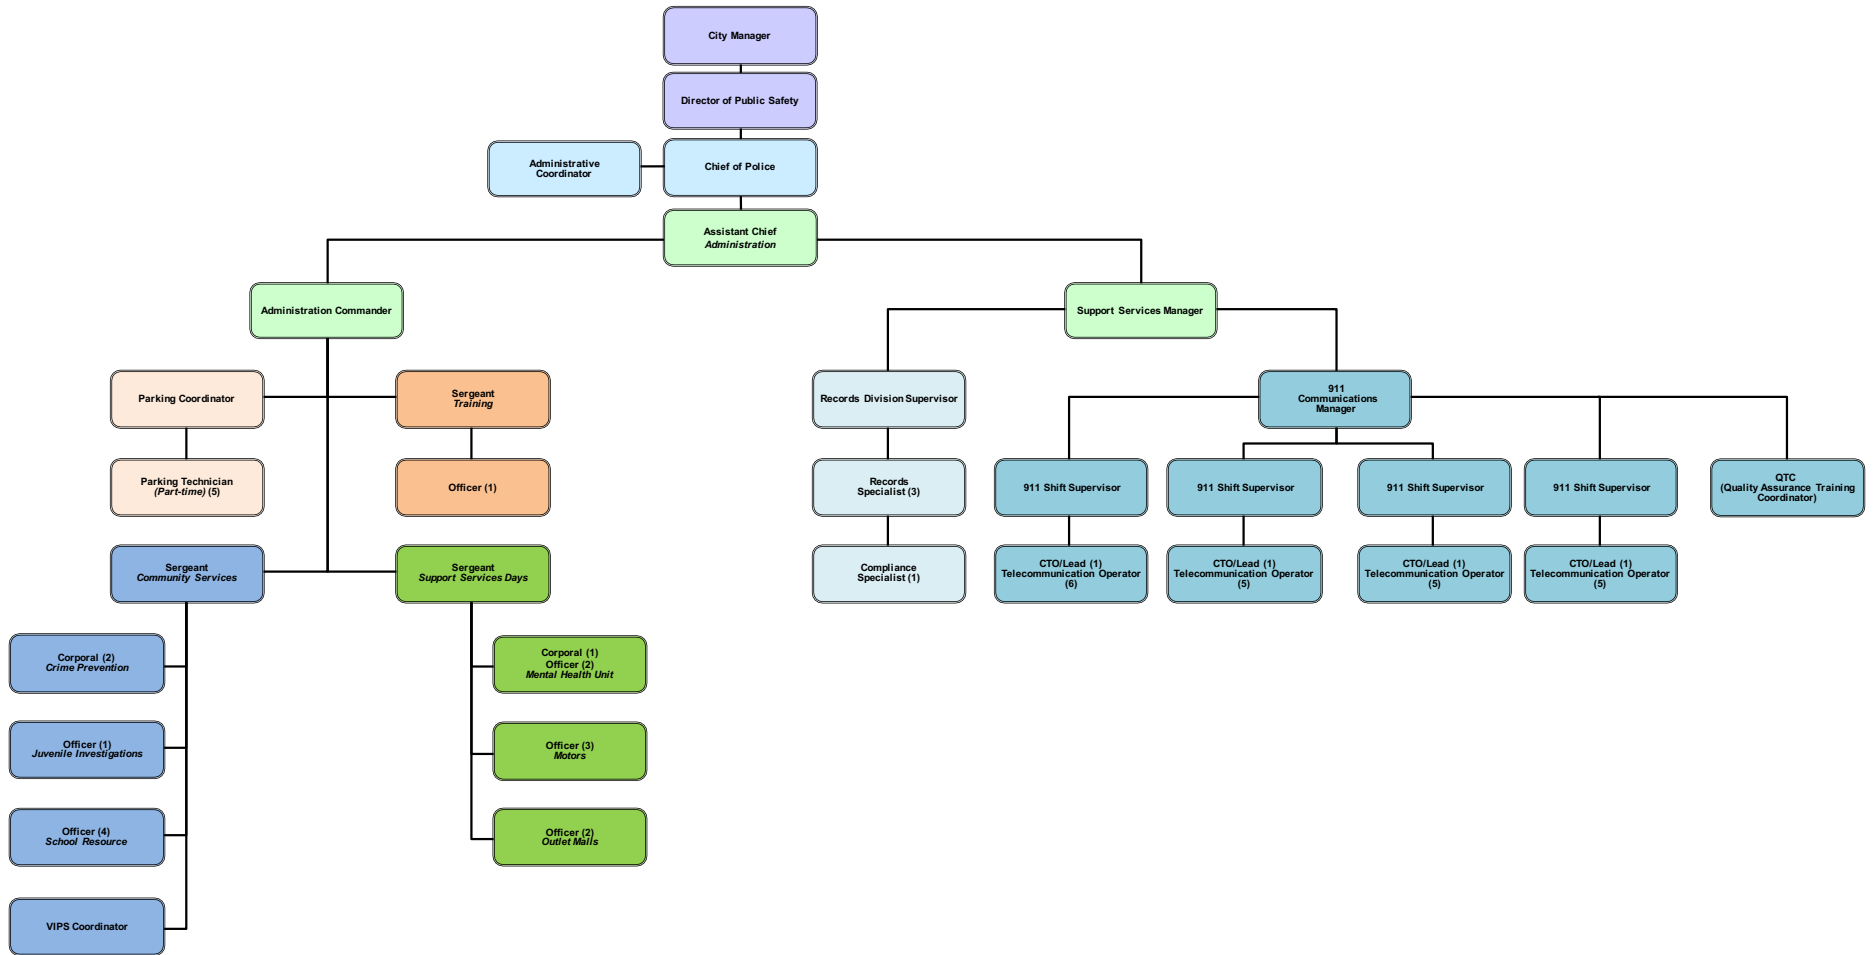 City Manager
Director of Public Safety
Administrative
Coordinator
Chief of Police
Assistant Chief
Administration
Administration Commander
Support Services Manager
Parking Coordinator
Sergeant
Training
Records Division Supervisor
911
Communications
Manager
Parking Technician
(Part-time) (5)
Officer (1)
Records
Specialist (3)
911 Shift Supervisor
911 Shift Supervisor
911 Shift Supervisor
911 Shift Supervisor
QTC
(Quality Assurance Training
Coordinator)
Sergeant
Community Services
Sergeant
Support Services Days
Compliance
Specialist (1)
CTO/Lead (1)
Telecommunication Operator
(6)
CTO/Lead (1)
Telecommunication Operator
(5)
CTO/Lead (1)
Telecommunication Operator
(5)
CTO/Lead (1)
Telecommunication Operator
(5)
Corporal (2)
Crime Prevention
Corporal (1)
Officer (2)
Mental Health Unit
Officer (1)
Juvenile Investigations
Officer (3)
Motors
Officer (4)
School Resource
Officer (2)
Outlet Malls
VIPS Coordinator